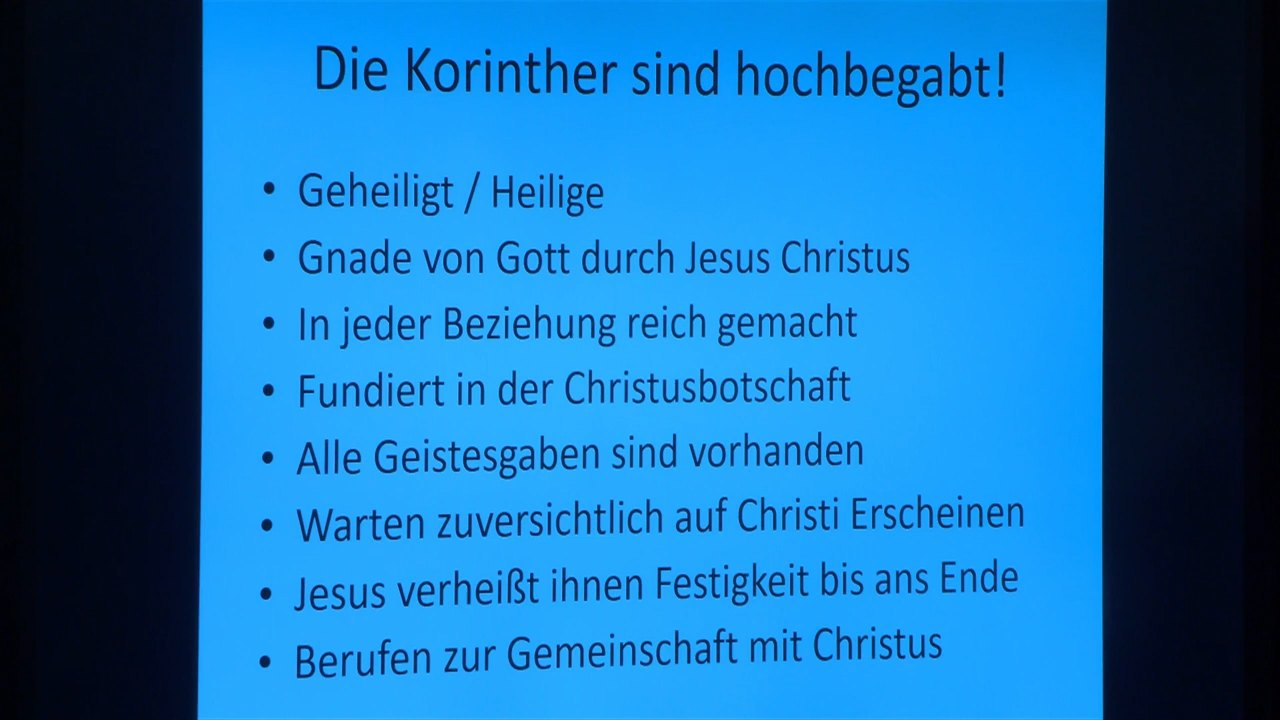 Die Korinther sind hochbegabt!
• Geheiligt / Heilige
• Gnade von Gott durch Jesus Christus
• In jeder Beziehung reich gemacht
• Fundiert in der Christusbotschaft
• Alle Geistesgaben sind vorhanden
• Warten zuversichtlich auf Christi Erscheinen
• Jesus verheißt ihnen Festigkeit bis ans Ende
• Berufen zur Gemeinschaft mit Christus